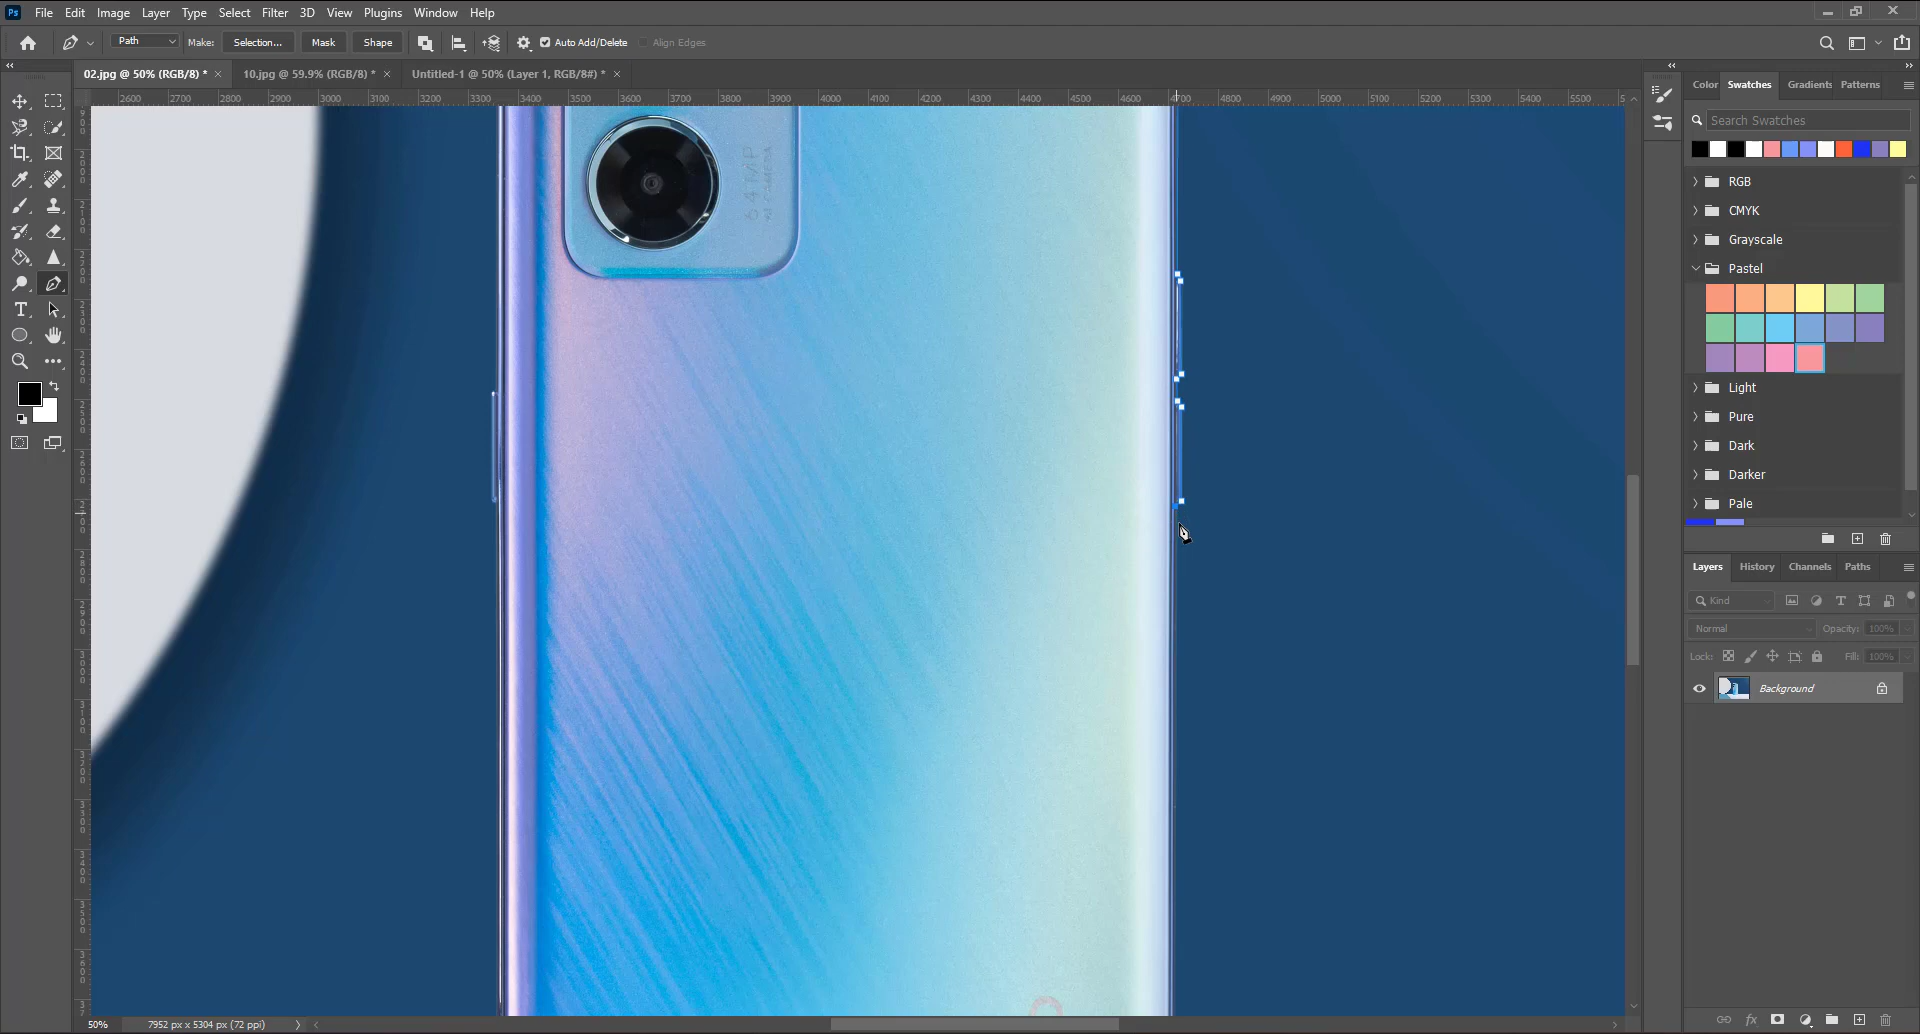 Ps File Edit Image Layer Type Select Filter 3D View Plugins Window Help
Path Make: Selection... Mask Shape Auto Add/Delete Align Edges
02.jpg @ 50% (RGB/8) * × 10.jpg @ 59.9% (RGB/8) * × Untitled-1 @ 50% (Layer 1, RGB/8#) * ×
2600 2700 2800 2900 3000 3100 3200 3300 3400 3500 3600 3700 3800 3900 4000 4100 4200 4300 4400 4500 4600 4700 4800 4900 5000 5100 5200 5300 5400 5500
Color Swatches Gradients Patterns
Search Swatches
RGB
CMYK
Grayscale
Pastel
Light
Pure
Dark
Darker
Pale
64MP
AI CAMERA
Layers History Channels Paths
Kind
Normal Opacity: 100%
Lock: Fill: 100%
Background
50% 7952 px x 5304 px (72 ppi)